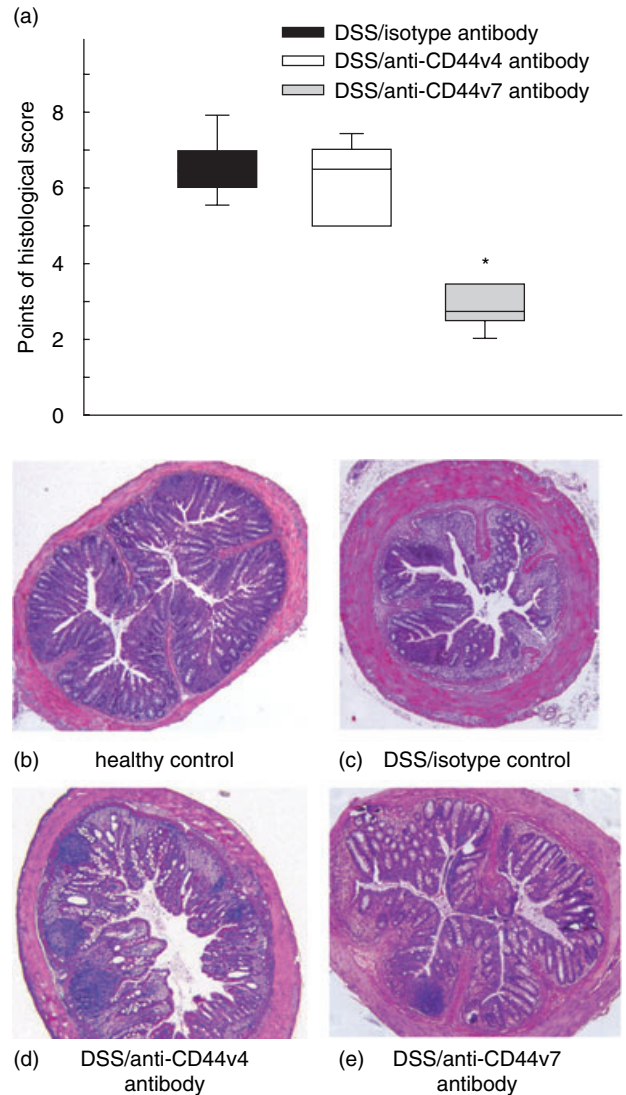 (a)
DSS/isotype antibody
DSS/anti-CD44v4 antibody
DSS/anti-CD44v7 antibody
Points of histological score
8
6
4
2
0
*
(b) healthy control
(c) DSS/isotype control
(d) DSS/anti-CD44v4
antibody
(e) DSS/anti-CD44v7
antibody